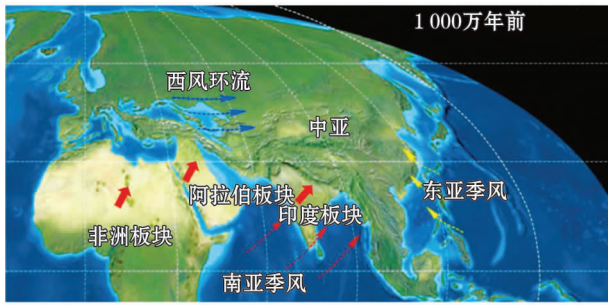 1 000万年前
西风环流
中亚
阿拉伯板块
东亚季风
印度板块
非洲板块
南亚季风